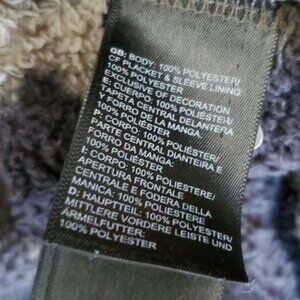 GB: BODY: 100% POLYESTER/
CF PLACKET & SLEEVE LINING
100% POLYESTER
EXCLUSIVE OF DECORATION
E: CUERPO: 100% POLIÉSTER/
TAPETA CENTRAL DELANTERA
Y FORRO DE LA MANGA
100% POLIÉSTER
P: CORPO: 100% POLIÉSTER/
PARTE CENTRAL DIANTEIRA E
FORRO DA MANGA
100% POLIÉSTER
I: CORPO: 100% POLIESTERE/
APERTURA FRONTALE
CENTRALE E FODERA DELLA
MANICA: 100% POLIESTERE
D: HAUPTTEIL: 100% POLYESTER/
MITTLERE VORDERE LEISTE UND
ÄRMELFUTTER:
100% POLYESTER